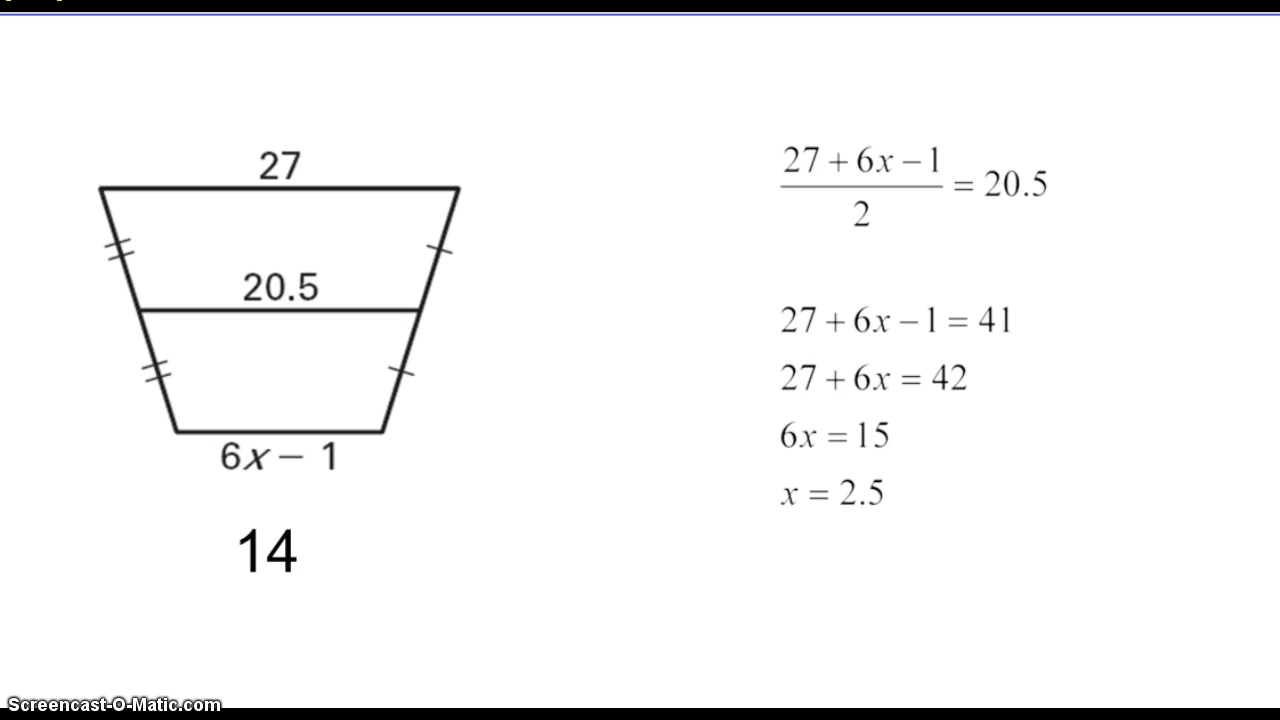 27
20.5
6x − 1
14
27 + 6x − 1
2
= 20.5
27 + 6x − 1 = 41
27 + 6x = 42
6x = 15
x = 2.5
Screencast-O-Matic.com